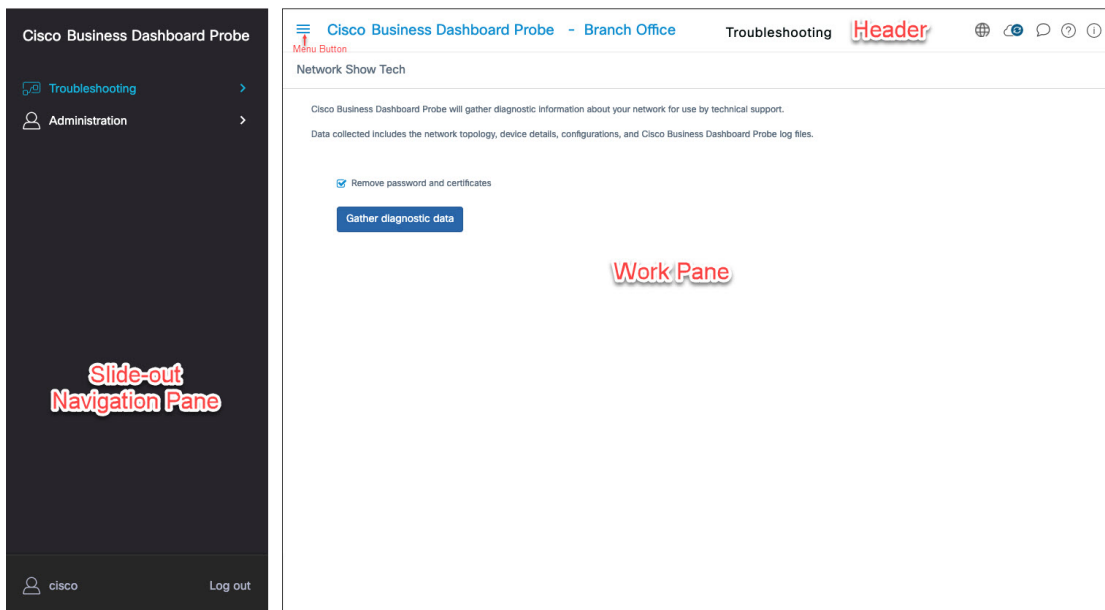 Cisco Business Dashboard Probe
Troubleshooting
Administration
Slide-out
Navigation Pane
cisco Log out
Cisco Business Dashboard Probe - Branch Office Troubleshooting Header
Menu Button
Network Show Tech
Cisco Business Dashboard Probe will gather diagnostic information about your network for use by technical support.
Data collected includes the network topology, device details, configurations, and Cisco Business Dashboard Probe log files.
Remove password and certificates
Gather diagnostic data
Work Pane